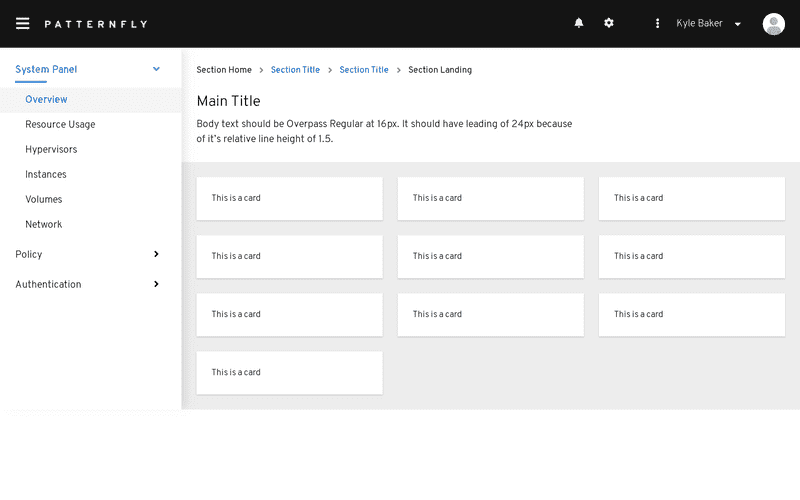 PATTERNFLY
Kyle Baker
System Panel
Overview
Resource Usage
Hypervisors
Instances
Volumes
Network
Policy
Authentication
Section Home
Section Title
Section Title
Section Landing
Main Title
Body text should be Overpass Regular at 16px. It should have leading of 24px because
of it's relative line height of 1.5.
This is a card
This is a card
This is a card
This is a card
This is a card
This is a card
This is a card
This is a card
This is a card
This is a card